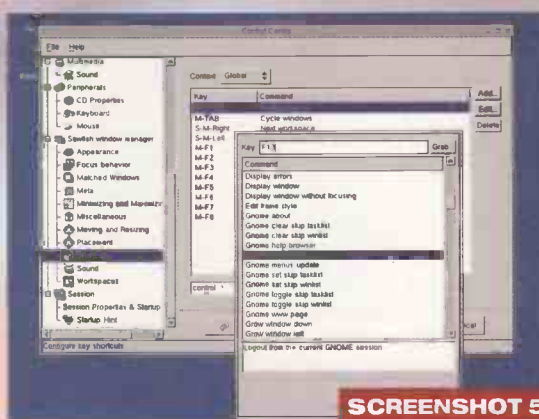 Control Center
File Help
Multimedia
Sound
Peripherals
CD Properties
Keyboard
Mouse
Sawfish window manager
Appearance
Focus behavior
Matched Windows
Meta
Minimizing and Maximiz
Miscellaneous
Moving and Resizing
Placement
Sound
Workspaces
Session
Session Properties & Startup
Startup Hint
Configure key shortcuts
Context Global
Key Command
M-TAB Cycle windows
S-M-Right Next workspace
S-M-Left
M-F1
M-F2
M-F3
M-F4
M-F5
M-F6
M-F7
M-F8
control
Add...
Edit...
Delete
Key Grab
Command
Display errors
Display window
Display window without focusing
Edit frame style
Gnome about
Gnome clear skip tasklist
Gnome clear skip winlist
Gnome help browser
Gnome menus update
Gnome set skip tasklist
Gnome set skip winlist
Gnome toggle skip tasklist
Gnome toggle skip winlist
Gnome www page
Grow window down
Grow window left
Logout from the current GNOME session
SCREENSHOT 5